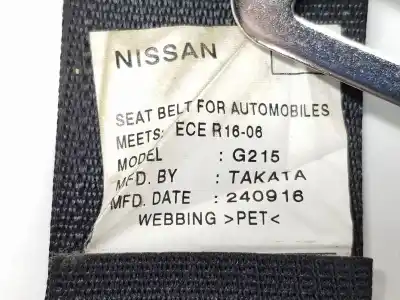 NISSAN
SEAT BELT FOR AUTOMOBILES
MEETS: ECE R16-06
MODEL : G215
MFD. BY : TAKATA
MFD. DATE : 240916
WEBBING >PET<